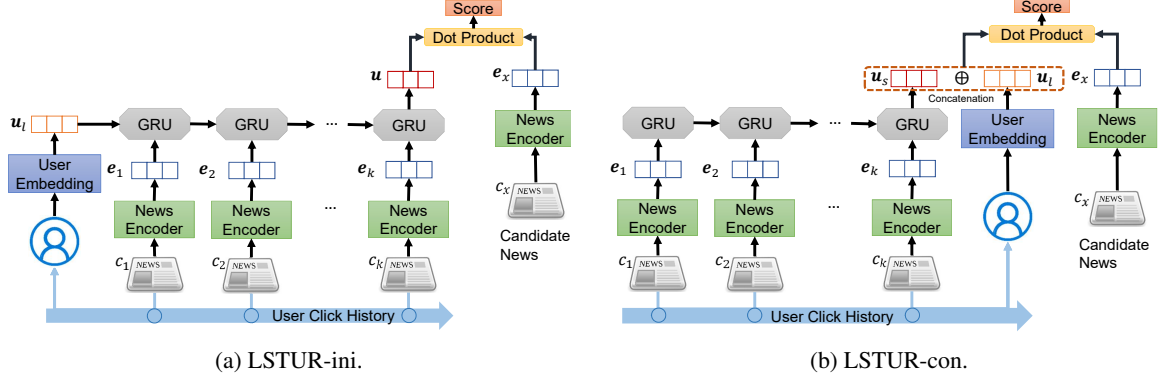 Score
Dot Product
u
e_x
u_l
GRU
GRU
...
GRU
News
Encoder
User
Embedding
e_1
e_2
e_k
News
Encoder
News
Encoder
...
News
Encoder
c_x
NEWS
Candidate
News
c_1
NEWS
c_2
NEWS
c_k
NEWS
User Click History
(a) LSTUR-ini.
Score
Dot Product
u_s
⊕
u_l
e_x
Concatenation
GRU
GRU
...
GRU
User
Embedding
News
Encoder
e_1
e_2
e_k
News
Encoder
News
Encoder
...
News
Encoder
c_x
NEWS
Candidate
News
c_1
NEWS
c_2
NEWS
c_k
NEWS
User Click History
(b) LSTUR-con.